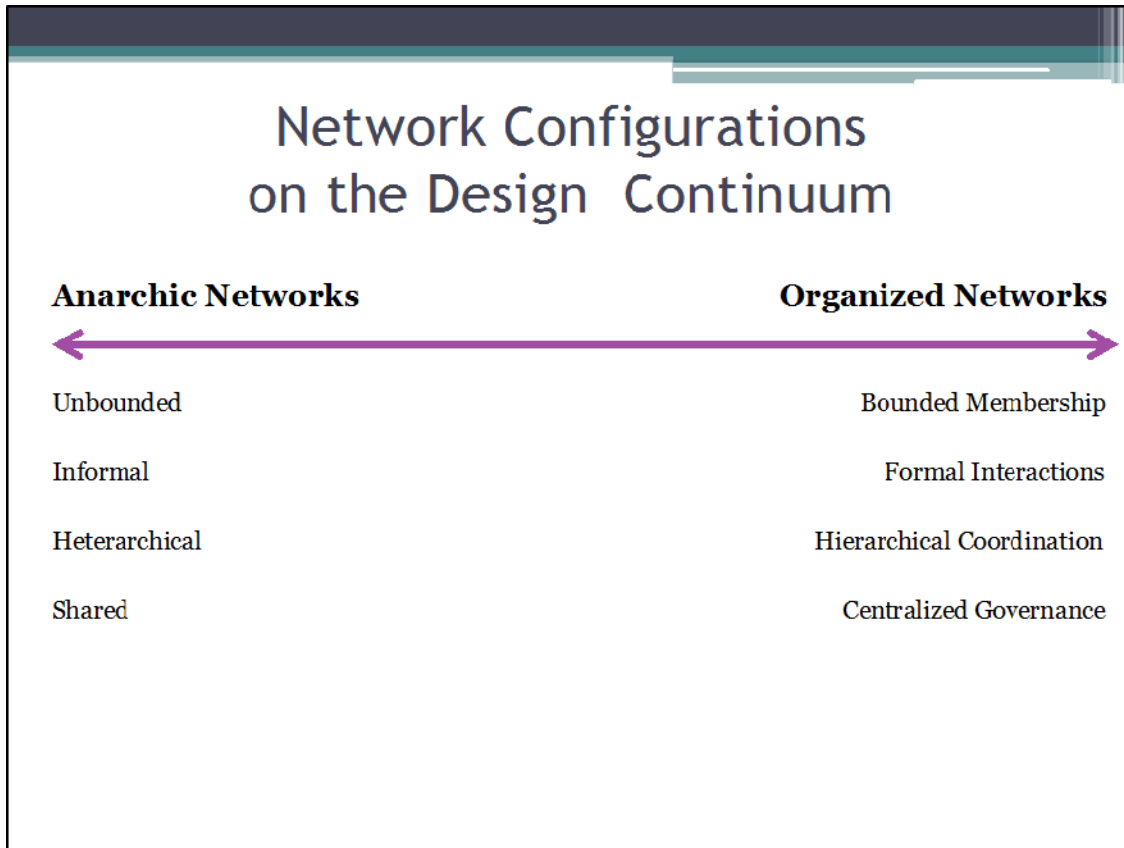 Network Configurations
on the Design Continuum
Anarchic Networks Organized Networks
Unbounded Bounded Membership
Informal Formal Interactions
Heterarchical Hierarchical Coordination
Shared Centralized Governance